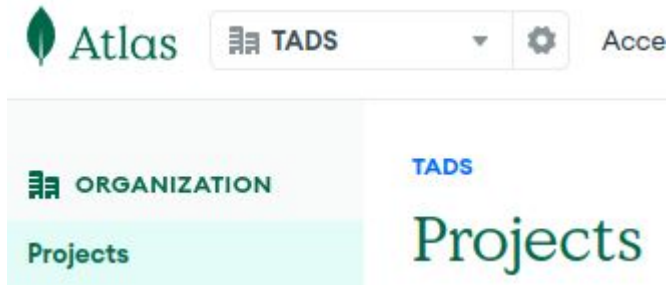 Atlas TADS Acce
TADS
ORGANIZATION
Projects
Projects